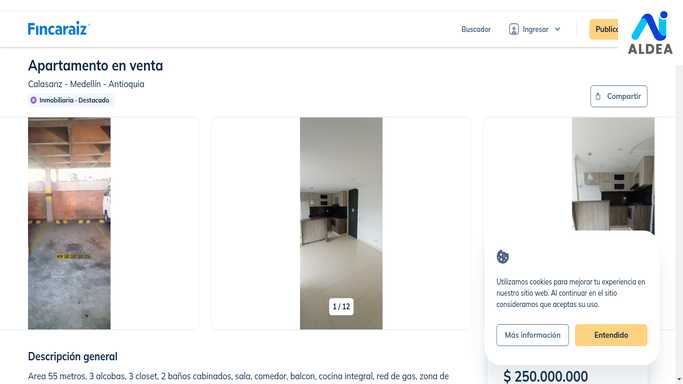 Fincaraiz
Buscador
Ingresar
Public
ALDEA
Apartamento en venta
Calasanz - Medellín - Antioquia
Inmobiliaria - Destacado
Compartir
1 / 12
Utilizamos cookies para mejorar tu experiencia en
nuestro sitio web. Al continuar en el sitio
consideramos que aceptas su uso.
Más información
Entendido
Descripción general
Area 55 metros, 3 alcobas, 3 closet, 2 baños cabinados, sala, comedor, balcon, cocina integral, red de gas, zona de
$ 250.000.000